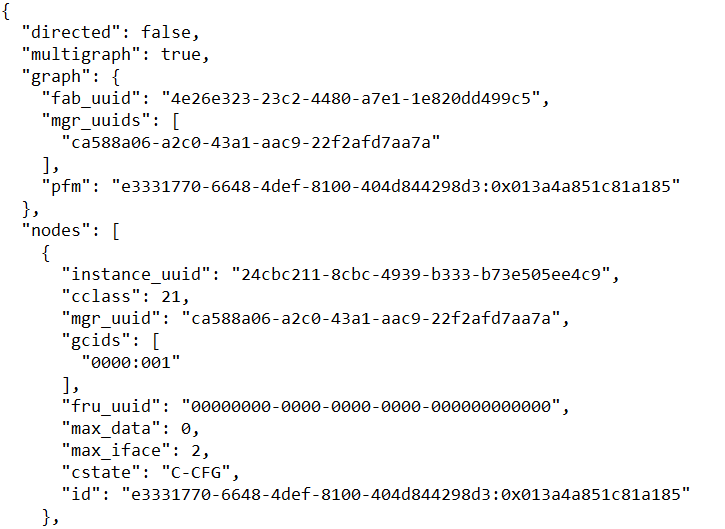 {
  "directed": false,
  "multigraph": true,
  "graph": {
    "fab_uuid": "4e26e323-23c2-4480-a7e1-1e820dd499c5",
    "mgr_uuids": [
      "ca588a06-a2c0-43a1-aac9-22f2afd7aa7a"
    ],
    "pfm": "e3331770-6648-4def-8100-404d844298d3:0x013a4a851c81a185"
  },
  "nodes": [
    {
      "instance_uuid": "24cbc211-8cbc-4939-b333-b73e505ee4c9",
      "cclass": 21,
      "mgr_uuid": "ca588a06-a2c0-43a1-aac9-22f2afd7aa7a",
      "gcids": [
        "0000:001"
      ],
      "fru_uuid": "00000000-0000-0000-0000-000000000000",
      "max_data": 0,
      "max_iface": 2,
      "cstate": "C-CFG",
      "id": "e3331770-6648-4def-8100-404d844298d3:0x013a4a851c81a185"
    },